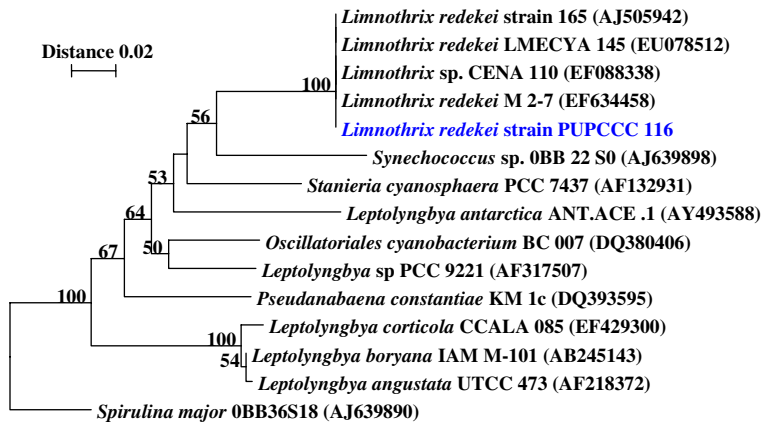 Limnothrix redekei strain 165 (AJ505942)
Limnothrix redekei LMECYA 145 (EU078512)
Distance 0.02
Limnothrix sp. CENA 110 (EF088338)
100
Limnothrix redekei M 2-7 (EF634458)
56
Limnothrix redekei strain PUPCCC 116
Synechococcus sp. 0BB 22 S0 (AJ639898)
53
Stanieria cyanosphaera PCC 7437 (AF132931)
64
Leptolyngbya antarctica ANT.ACE .1 (AY493588)
50
Oscillatoriales cyanobacterium BC 007 (DQ380406)
67
Leptolyngbya sp PCC 9221 (AF317507)
100
Pseudanabaena constantiae KM 1c (DQ393595)
Leptolyngbya corticola CCALA 085 (EF429300)
100
54
Leptolyngbya boryana IAM M-101 (AB245143)
Leptolyngbya angustata UTCC 473 (AF218372)
Spirulina major 0BB36S18 (AJ639890)